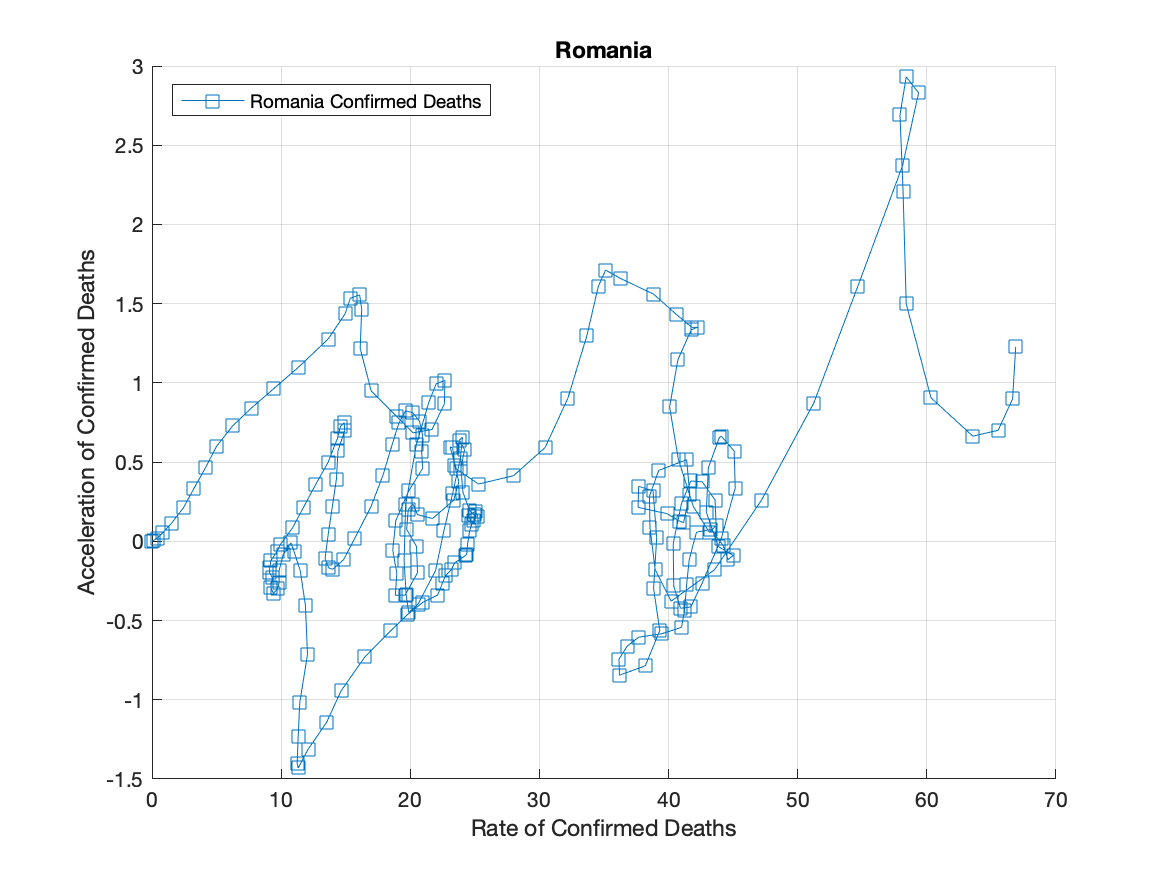 Romania
Romania Confirmed Deaths
3
2.5
2
1.5
1
0.5
0
-0.5
-1
-1.5
0 10 20 30 40 50 60 70
Acceleration of Confirmed Deaths
Rate of Confirmed Deaths